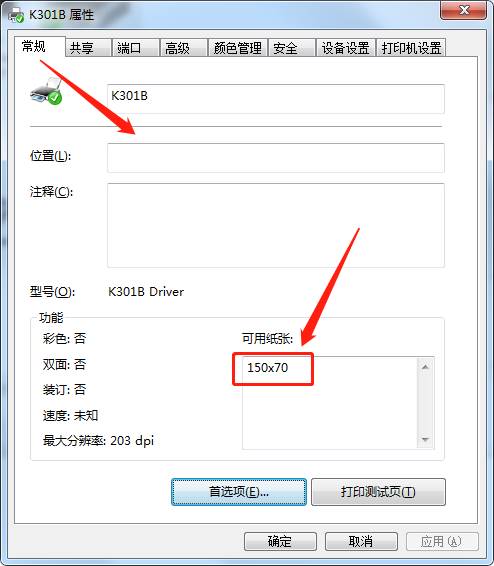 K301B 属性
常规 共享 端口 高级 颜色管理 安全 设备设置 打印机设置
K301B
位置(L):
注释(C):
型号(O): K301B Driver
功能
彩色: 否 可用纸张:
双面: 否 150x70
装订: 否
速度: 未知
最大分辨率: 203 dpi
首选项(E)... 打印测试页(T)
确定 取消 应用(A)